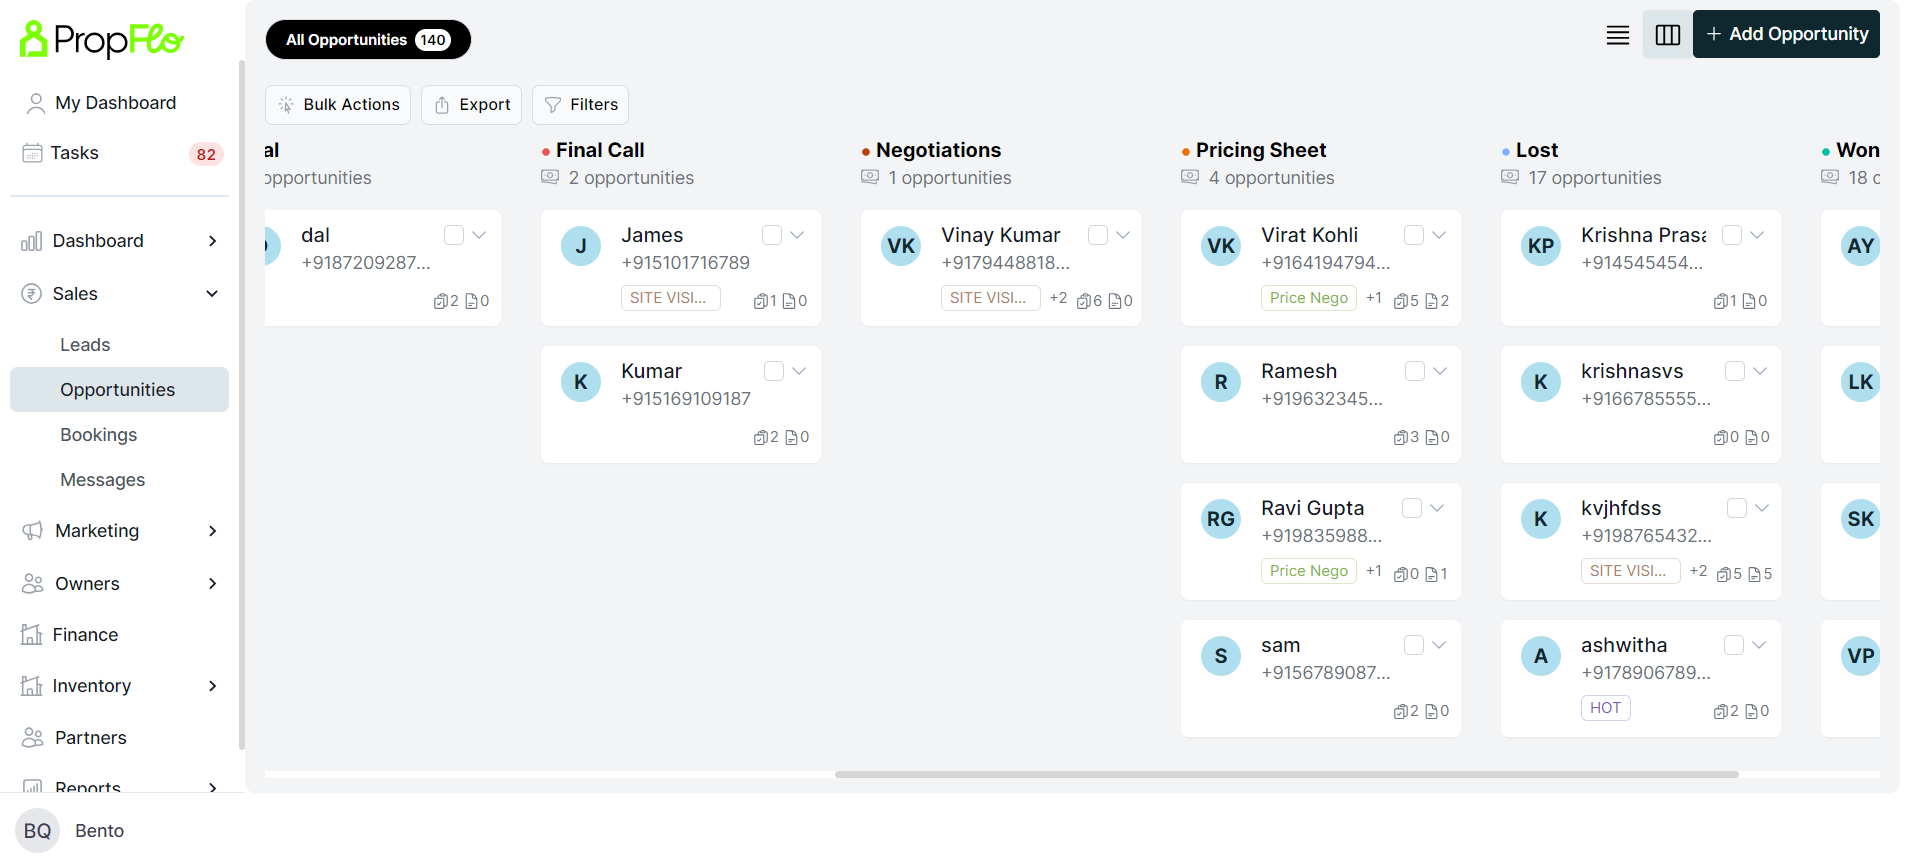 PropFlo
My Dashboard
Tasks
82
Dashboard
Sales
Leads
Opportunities
Bookings
Messages
Marketing
Owners
Finance
Inventory
Partners
Reports
BQ
Bento
All Opportunities 140
+ Add Opportunity
Bulk Actions
Export
Filters
al
opportunities
dal
+9187209287...
2 0
Final Call
2 opportunities
J
James
+915101716789
SITE VISI...
1 0
K
Kumar
+915169109187
2 0
Negotiations
1 opportunities
VK
Vinay Kumar
+9179448818...
SITE VISI... +2
6 0
Pricing Sheet
4 opportunities
VK
Virat Kohli
+9164194794...
Price Nego +1
5 2
R
Ramesh
+919632345...
3 0
RG
Ravi Gupta
+919835988...
Price Nego +1
0 1
S
sam
+9156789087...
2 0
Lost
17 opportunities
KP
Krishna Prasa
+914545454...
1 0
K
krishnasvs
+9166785555...
0 0
K
kvjhfdss
+9198765432...
SITE VISI... +2
5 5
A
ashwitha
+9178906789...
HOT
2 0
Won
18
AY
LK
SK
VP